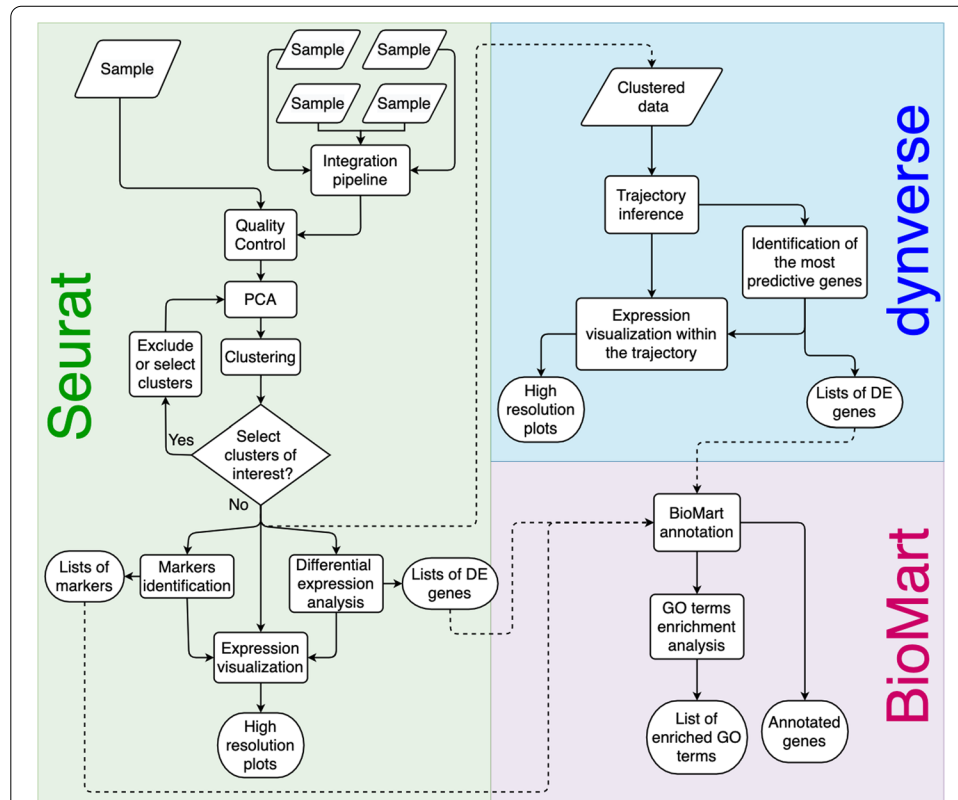 Seurat
Sample
Sample
Sample
Sample
Sample
Integration
pipeline
Quality
Control
PCA
Exclude
or select
clusters
Clustering
Yes
Select
clusters of
interest?
No
Lists of
markers
Markers
identification
Differential
expression
analysis
Lists of DE
genes
Expression
visualization
High
resolution
plots
dynverse
Clustered
data
Trajectory
inference
Identification of
the most
predictive genes
Expression
visualization within
the trajectory
High
resolution
plots
Lists of DE
genes
BioMart
BioMart
annotation
GO terms
enrichment
analysis
List of
enriched GO
terms
Annotated
genes